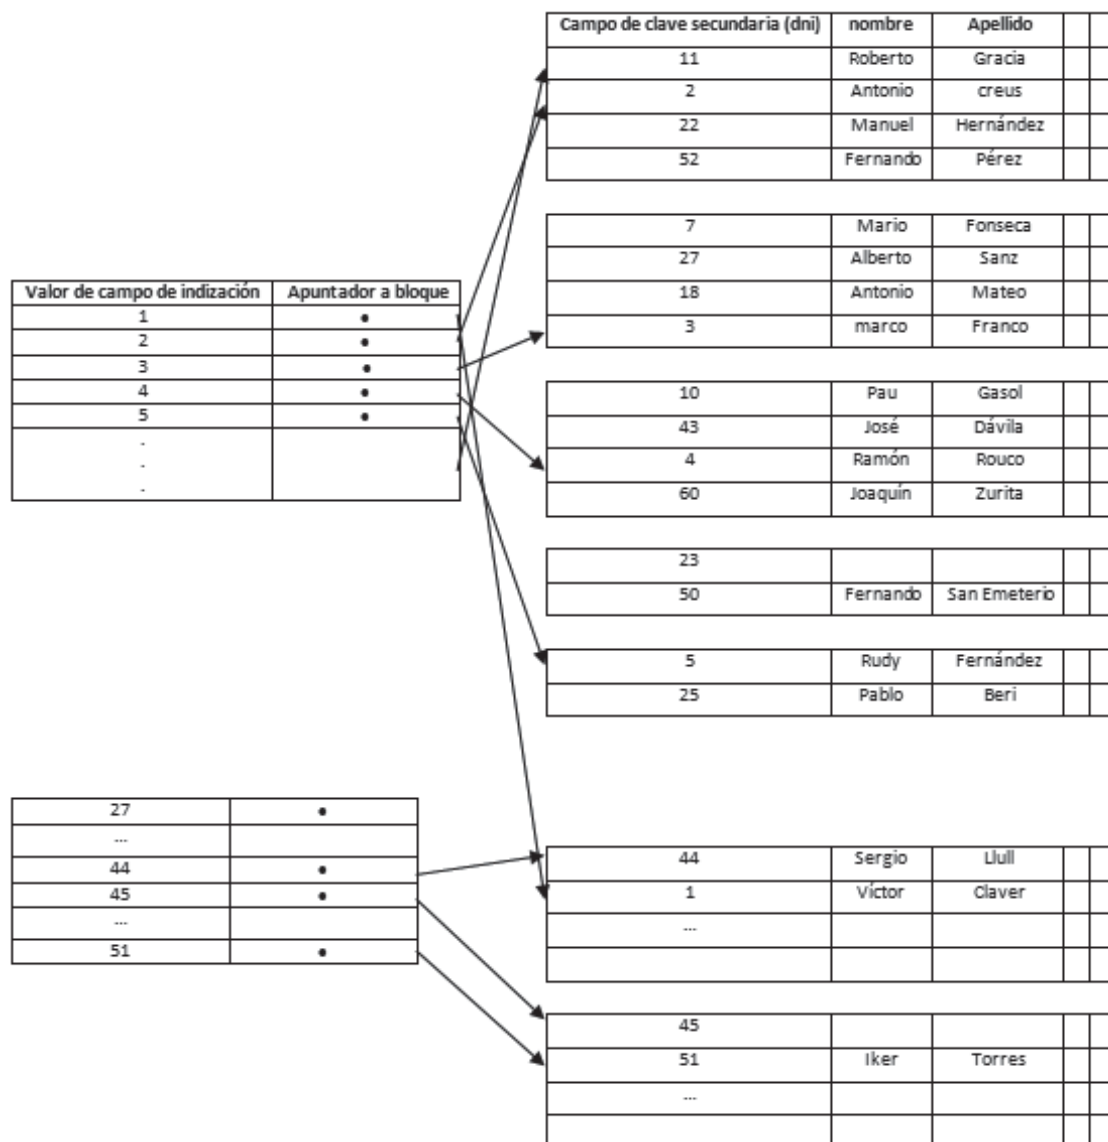 Campo de clave secundaria (dni) nombre Apellido
11 Roberto Gracia
2 Antonio creus
22 Manuel Hernández
52 Fernando Pérez
7 Mario Fonseca
27 Alberto Sanz
18 Antonio Mateo
3 marco Franco
10 Pau Gasol
43 José Dávila
4 Ramón Rouco
60 Joaquín Zurita
23
50 Fernando San Emeterio
5 Rudy Fernández
25 Pablo Beri
44 Sergio Llull
1 Víctor Claver
...
45
51 Iker Torres
...
Valor de campo de indización Apuntador a bloque
1 •
2 •
3 •
4 •
5 •
.
.
.
27 •
...
44 •
45 •
...
51 •